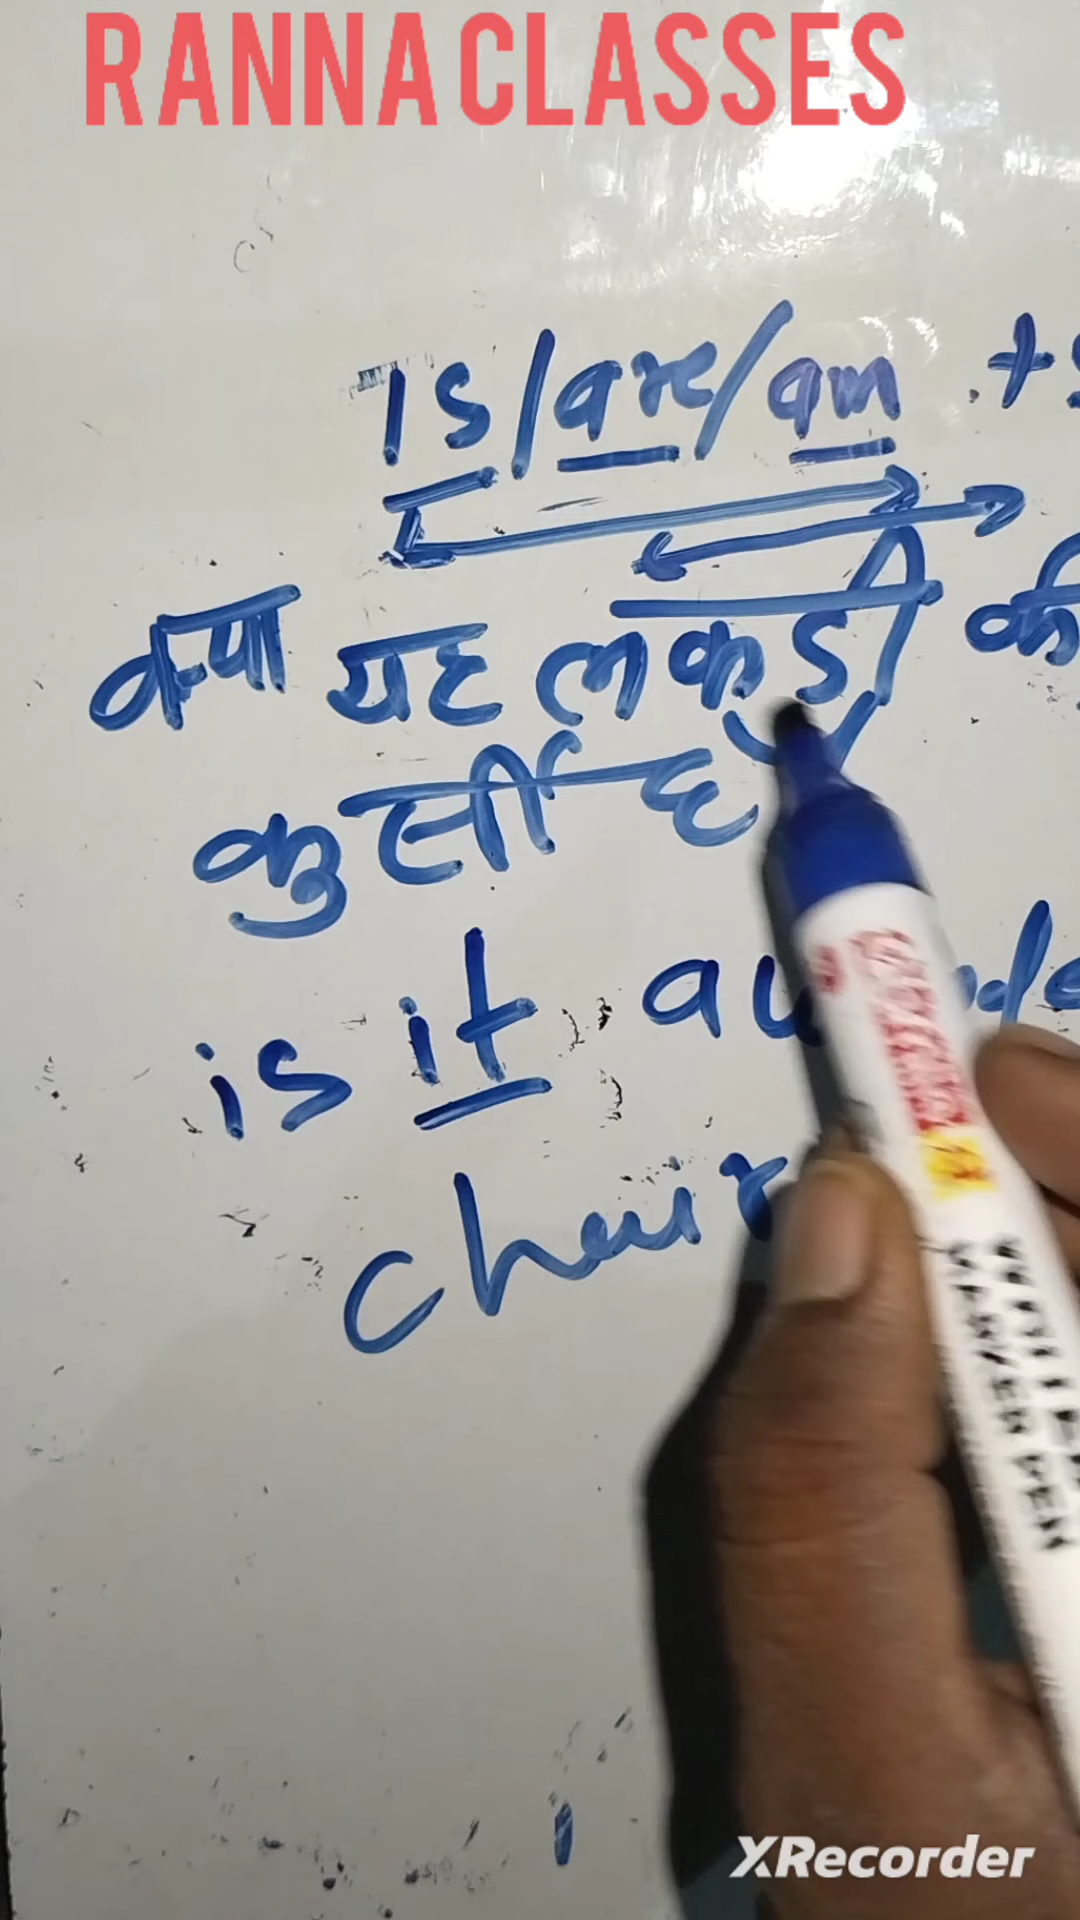 RANNA CLASSES
Is/are/am +
क्या यह लकड़ी की
कुर्सी है
is it a
chair
XRecorder